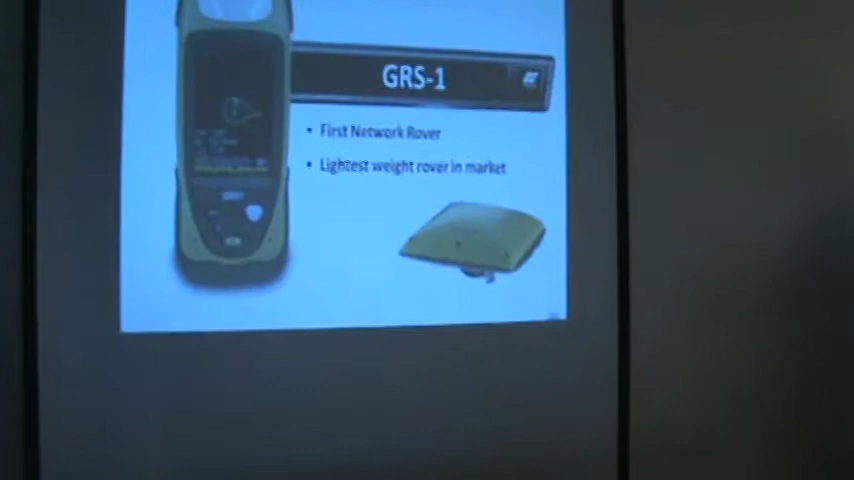 GRS-1
• First Network Rover
• Lightest weight rover in market